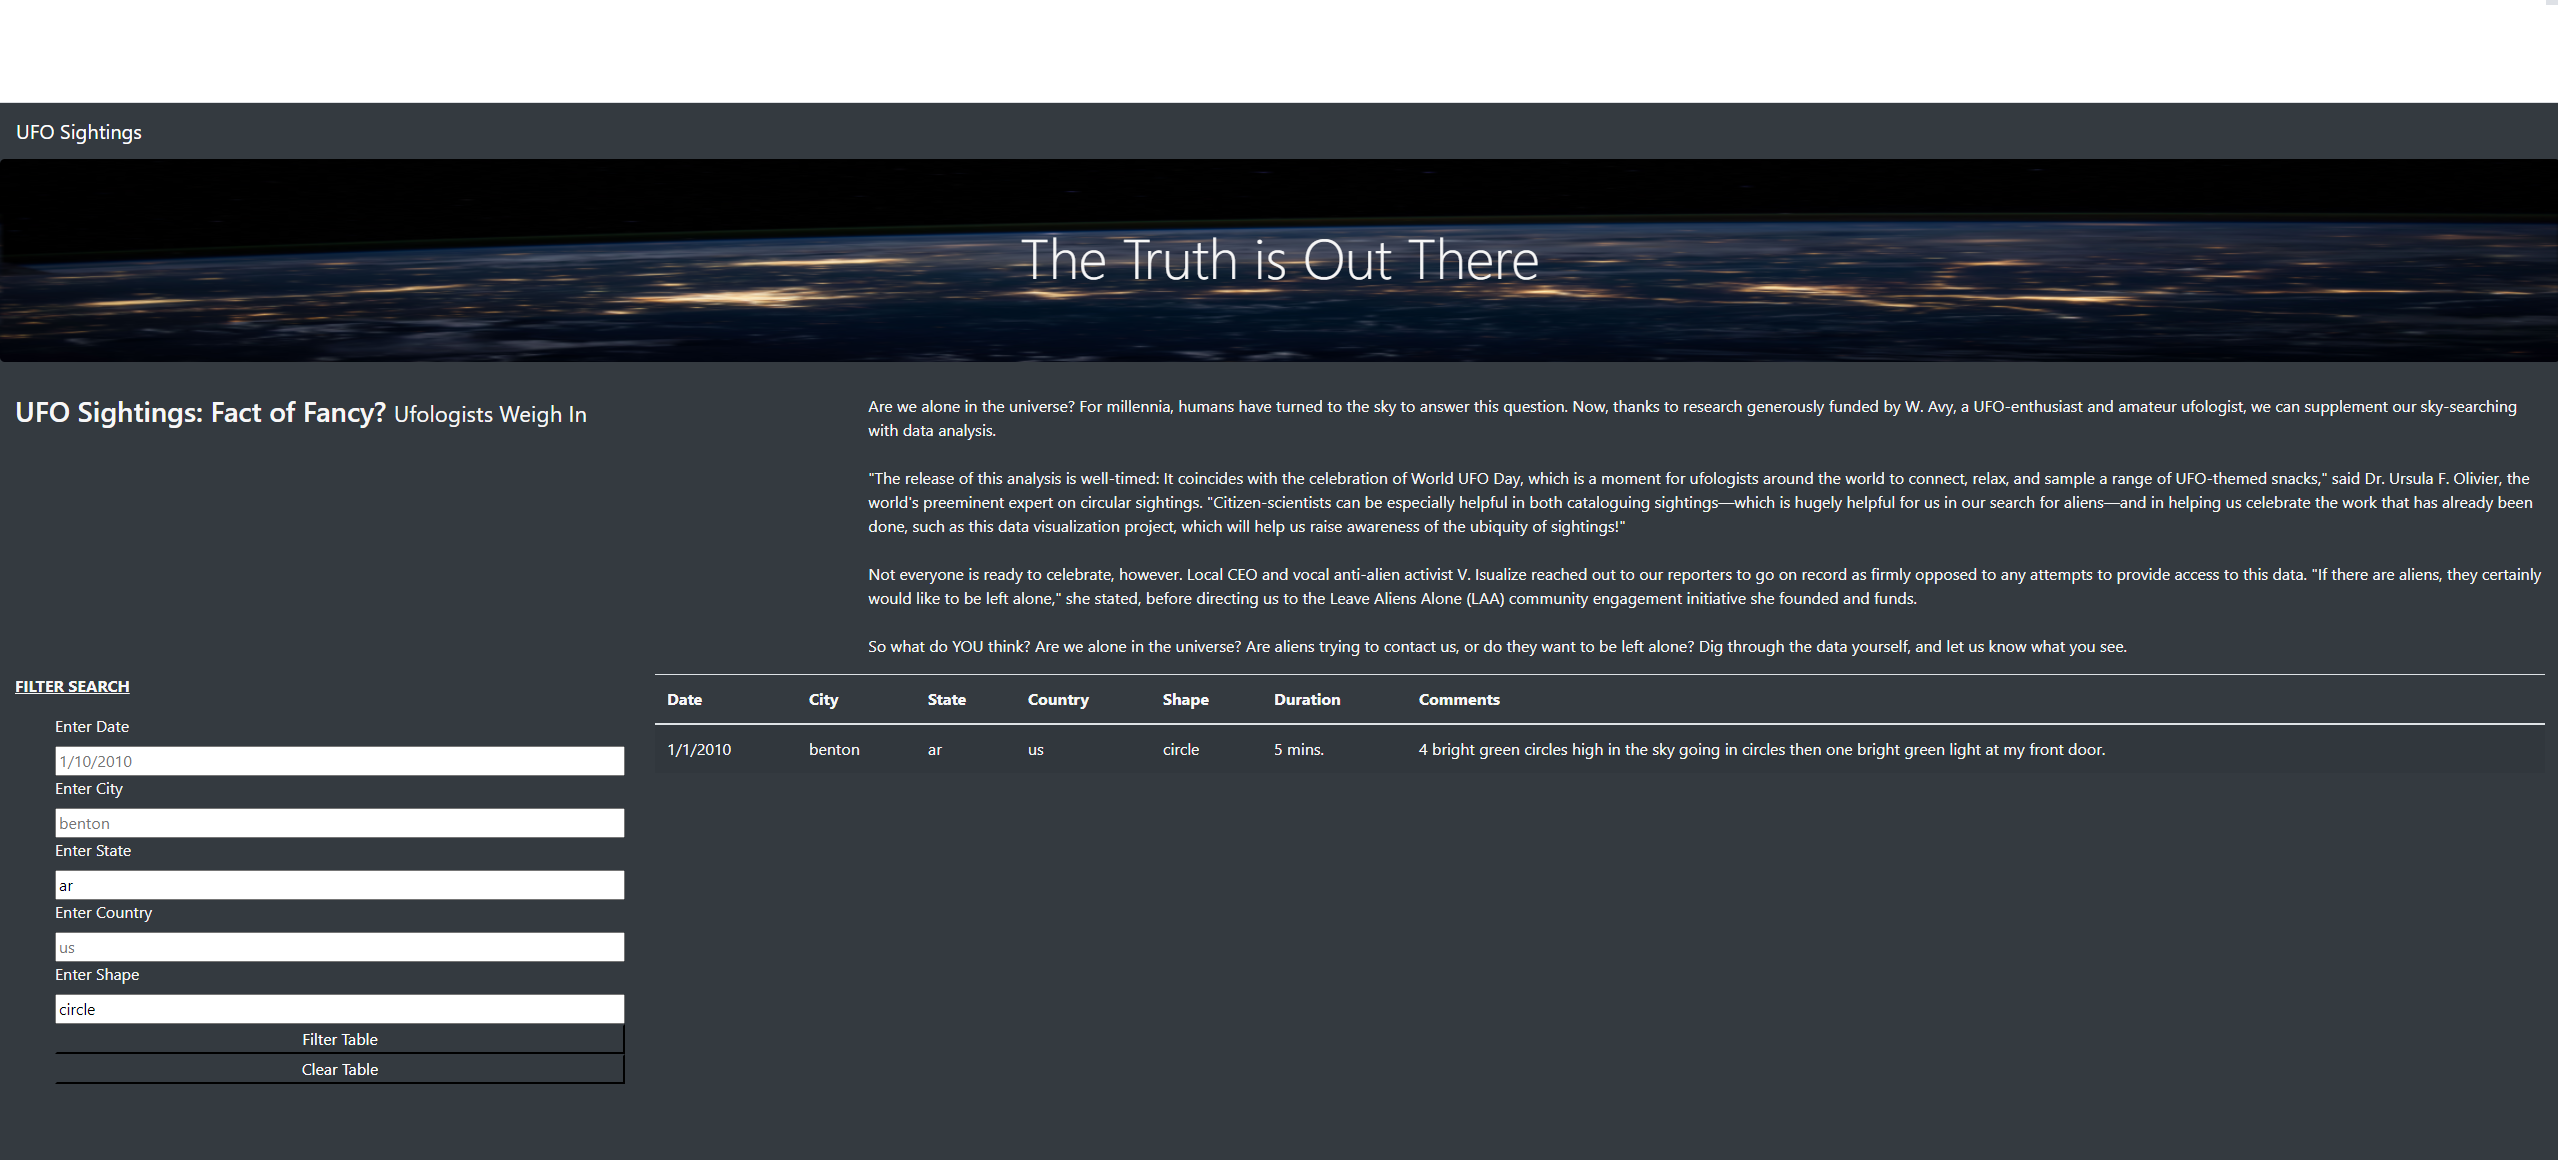 UFO Sightings
The Truth is Out There
UFO Sightings: Fact of Fancy? Ufologists Weigh In
Are we alone in the universe? For millennia, humans have turned to the sky to answer this question. Now, thanks to research generously funded by W. Avy, a UFO-enthusiast and amateur ufologist, we can supplement our sky-searching
with data analysis.
"The release of this analysis is well-timed: It coincides with the celebration of World UFO Day, which is a moment for ufologists around the world to connect, relax, and sample a range of UFO-themed snacks," said Dr. Ursula F. Olivier, the
world's preeminent expert on circular sightings. "Citizen-scientists can be especially helpful in both cataloguing sightings—which is hugely helpful for us in our search for aliens—and in helping us celebrate the work that has already been
done, such as this data visualization project, which will help us raise awareness of the ubiquity of sightings!"
Not everyone is ready to celebrate, however. Local CEO and vocal anti-alien activist V. Isualize reached out to our reporters to go on record as firmly opposed to any attempts to provide access to this data. "If there are aliens, they certainly
would like to be left alone," she stated, before directing us to the Leave Aliens Alone (LAA) community engagement initiative she founded and funds.
So what do YOU think? Are we alone in the universe? Are aliens trying to contact us, or do they want to be left alone? Dig through the data yourself, and let us know what you see.
FILTER SEARCH
Enter Date
1/10/2010
Enter City
benton
Enter State
ar
Enter Country
us
Enter Shape
circle
Filter Table
Clear Table
Date City State Country Shape Duration Comments
1/1/2010 benton ar us circle 5 mins. 4 bright green circles high in the sky going in circles then one bright green light at my front door.